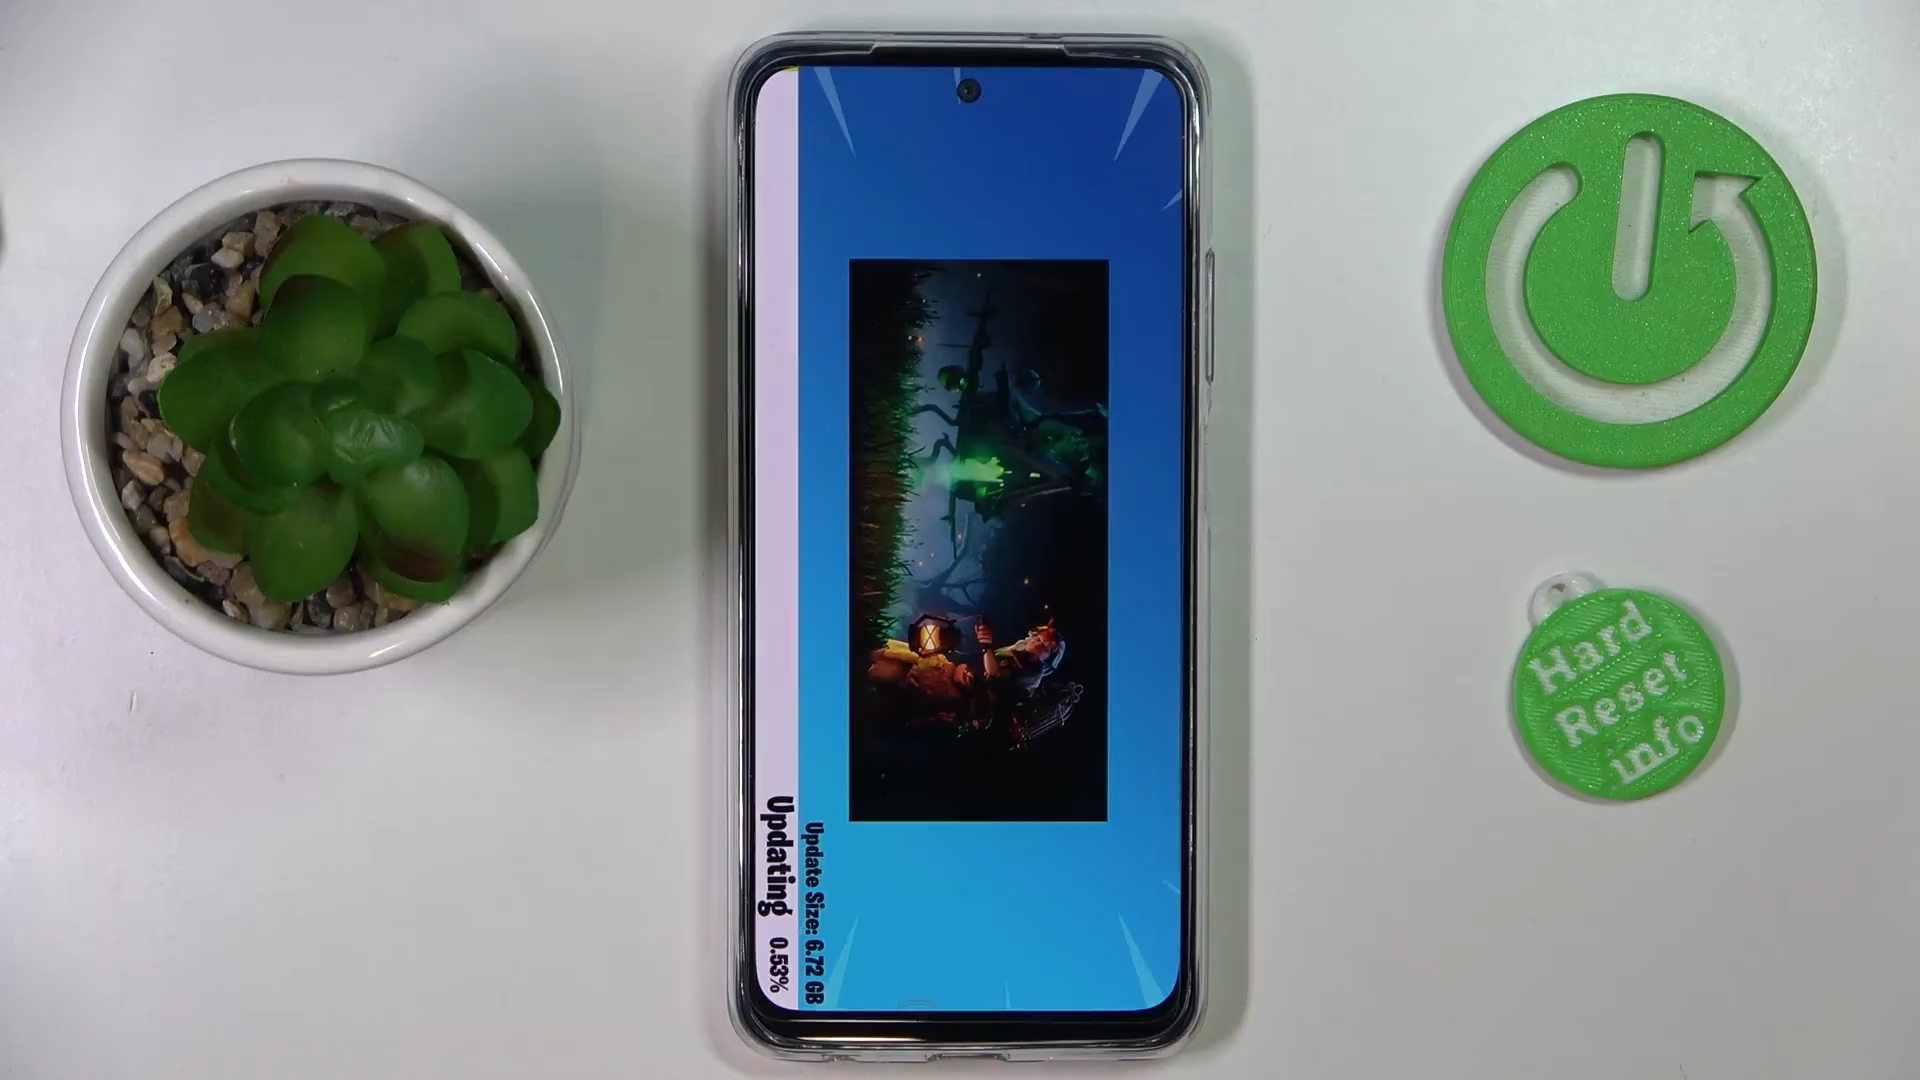 Update Size: 6.72 GB
Updating 0.53%
Hard
Reset
info